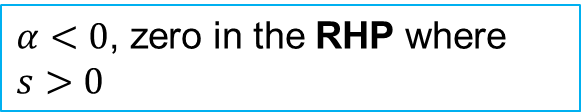 𝛼 < 0, zero in the RHP where
𝑠 > 0